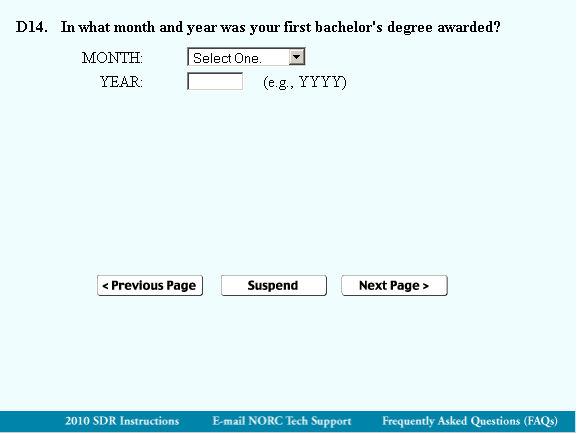 D14. In what month and year was your first bachelor's degree awarded?
MONTH: Select One.
YEAR: (e.g., YYYY)
< Previous Page Suspend Next Page >
2010 SDR Instructions E-mail NORC Tech Support Frequently Asked Questions (FAQs)